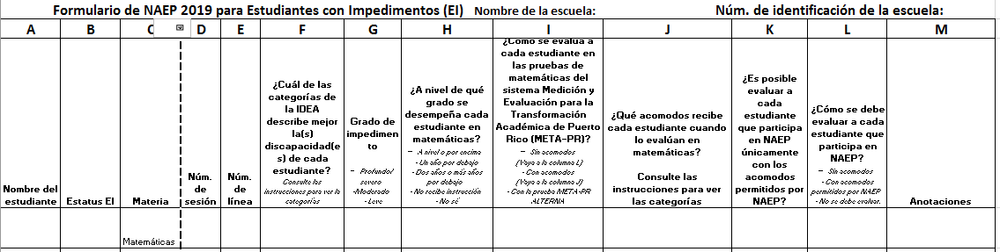 Formulario de NAEP 2019 para Estudiantes con Impedimentos (EI) Nombre de la escuela: Núm. de identificación de la escuela:
A B C D E F G H I J K L M
Nombre del
estudiante
Estatus EI
Materia
Núm.
de
sesión
Núm.
de
línea
¿Cuál de las
categorías de
la IDEA
describe mejor
la(s)
discapacidad(e
s) de cada
estudiante?
Consulte las
instrucciones para ver la
categorías
Grado de
impedimen
to
– Profundo/
severo
-Moderado
- Leve
¿A nivel de qué
grado se
desempeña cada
estudiante en
matemáticas?
– A nivel o por encima
- Un año por debajo
- Dos años o más años
por debajo
- No recibe instrucción
- No sé
¿Cómo se evalúa a
cada estudiante en
las pruebas de
matemáticas del
sistema Medición y
Evaluación para la
Transformación
Académica de Puerto
Rico (META-PR)?
– Sin acomodos
(Vaya a la columna L)
- Con acomodos
(Vaya a la columna J)
- Con la prueba META-PR
ALTERNA
¿Qué acomodos recibe
cada estudiante cuando
lo evalúan en
matemáticas?
Consulte las
instrucciones para ver
las categorías
¿Es posible
evaluar a
cada
estudiante
que participa
en NAEP
únicamente
con los
acomodos
permitidos por
NAEP?
¿Cómo se debe
evaluar a cada
estudiante que
participa en
NAEP?
– Sin acomodos
- Con acomodos
permitidos por NAEP
- No se debe evaluar.
Anotaciones
Matemáticas